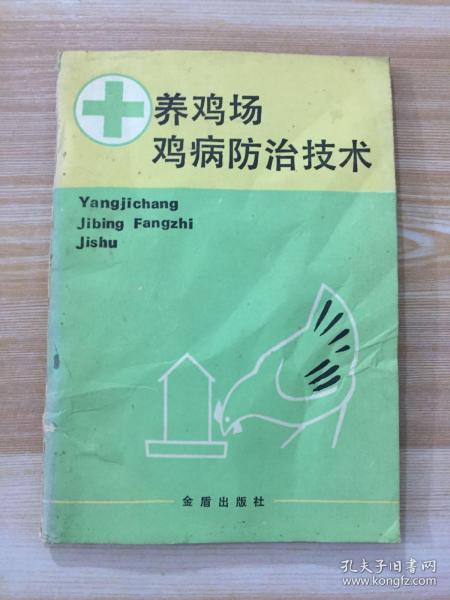 养鸡场
鸡病防治技术
Yangjichang
Jibing Fangzhi
Jishu
金盾出版社
孔夫子旧书网
www.kongfz.com